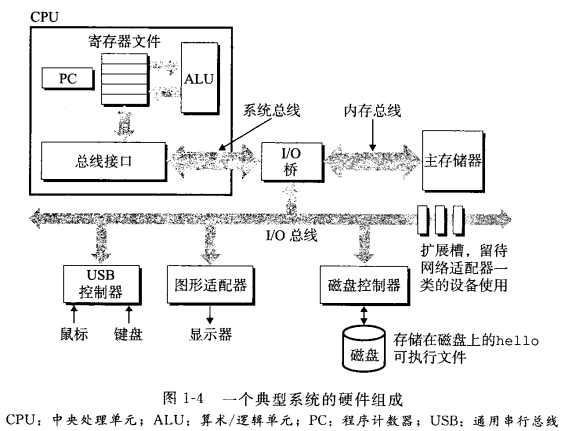 CPU
寄存器文件
PC
ALU
系统总线
内存总线
总线接口
I/O
桥
主存储器
I/O 总线
扩展槽，留待
网络适配器一
类的设备使用
USB
控制器
图形适配器
磁盘控制器
鼠标
键盘
显示器
磁盘
存储在磁盘上的hello
可执行文件
图 1-4 一个典型系统的硬件组成
CPU：中央处理单元；ALU：算术/逻辑单元；PC：程序计数器；USB：通用串行总线